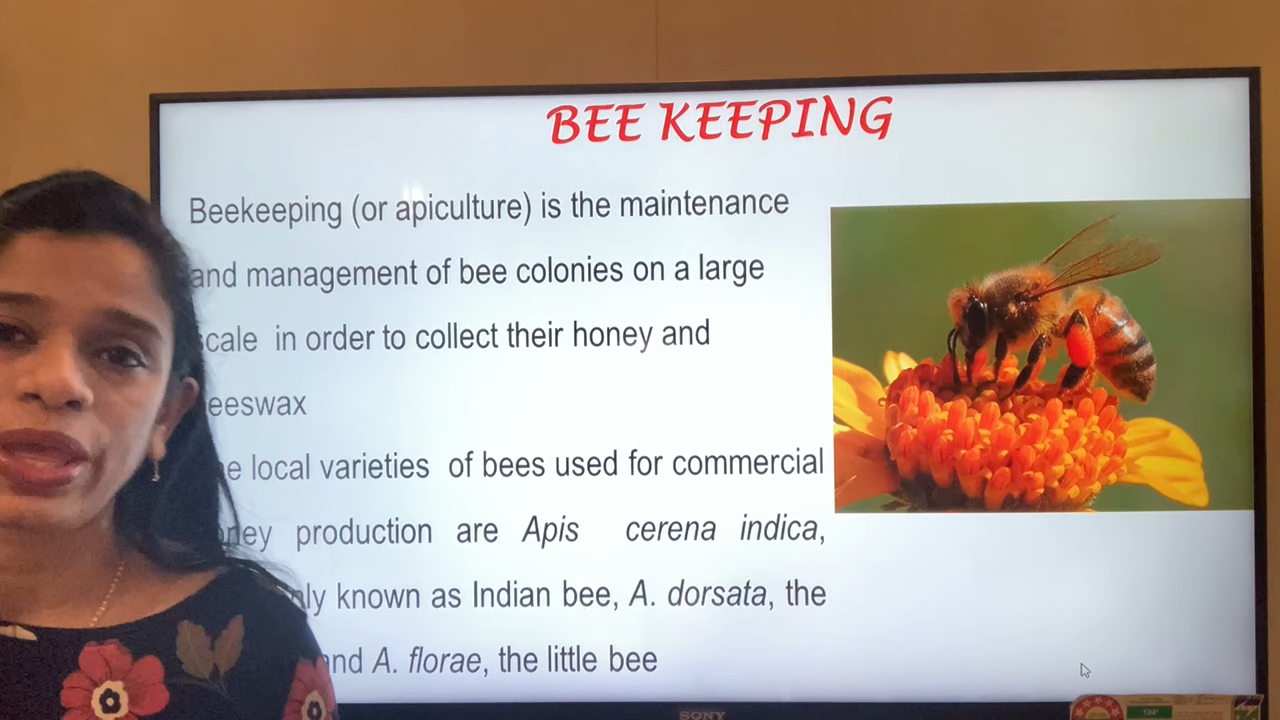 BEE KEEPING
Beekeeping (or apiculture) is the maintenance
and management of bee colonies on a large
scale in order to collect their honey and
eeswax
e local varieties of bees used for commercial
ney production are Apis cerena indica,
ly known as Indian bee, A. dorsata, the
and A. florae, the little bee
SONY